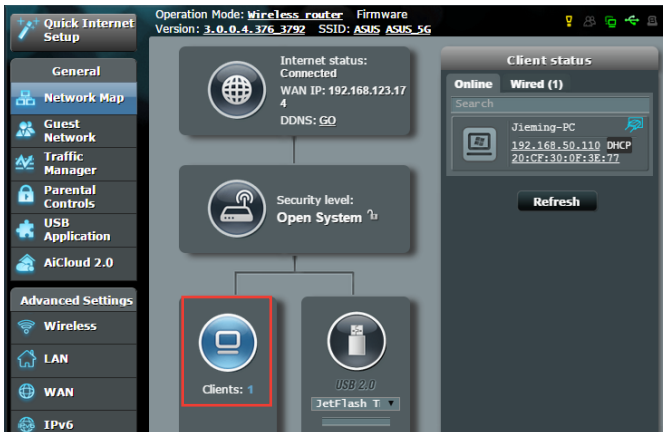 Quick Internet
Setup
Operation Mode: Wireless router Firmware
Version: 3.0.0.4.376_3792 SSID: ASUS ASUS_5G
General
Network Map
Guest
Network
Traffic
Manager
Parental
Controls
USB
Application
AiCloud 2.0
Advanced Settings
Wireless
LAN
WAN
IPv6
Internet status:
Connected
WAN IP: 192.168.123.17
4
DDNS: GO
Security level:
Open System
Clients: 1
USB 2.0
JetFlash T
Client status
Online Wired (1)
Search
Jieming-PC
192.168.50.110 DHCP
20:CF:30:0F:3E:77
Refresh